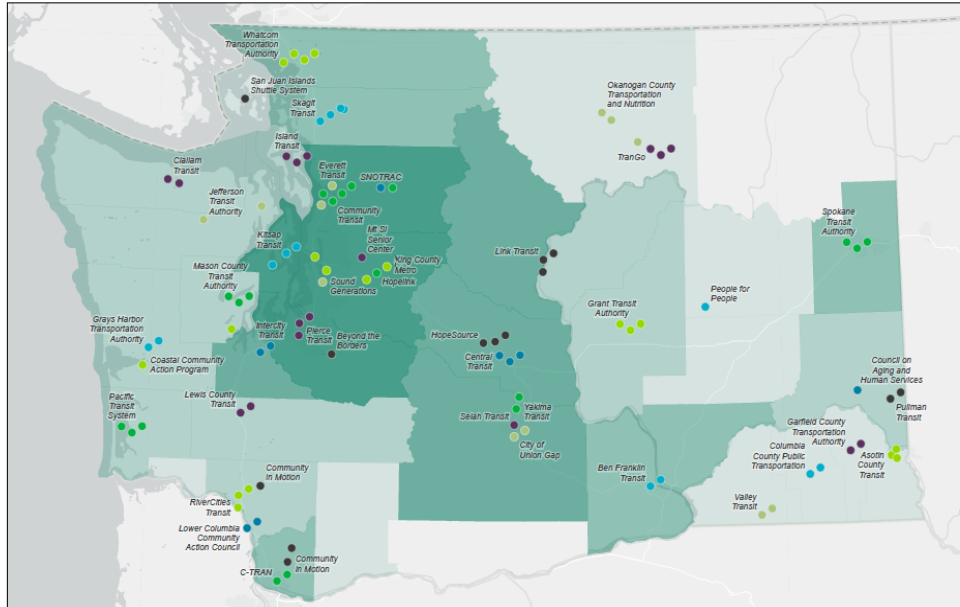 Whatcom
Transportation
Authority
San Juan Islands
Shuttle System
Skagit
Transit
Okanogan County
Transportation
and Nutrition
TranGo
Island
Transit
Clallam
Transit
Everett
Transit
SNOTRAC
Jefferson
Transit
Authority
Community
Transit
Spokane
Transit
Authority
Kitsap
Transit
Mt Si
Senior
Center
Link Transit
King County
Metro
Hopelink
Sound
Generations
Mason County
Transit
Authority
People for
People
Grant Transit
Authority
Grays Harbor
Transportation
Authority
Intercity
Transit
Pierce
Transit
Beyond the
Borders
HopeSource
Central
Transit
Coastal Community
Action Program
Council on
Aging and
Human Services
Pullman
Transit
Lewis County
Transit
Pacific
Transit
System
Selah Transit
Yakima
Transit
City of
Union Gap
Garfield County
Transportation
Authority
Columbia
County Public
Transportation
Asotin
County
Transit
Ben Franklin
Transit
Valley
Transit
Community
in Motion
RiverCities
Transit
Lower Columbia
Community
Action Council
Community
in Motion
C-TRAN